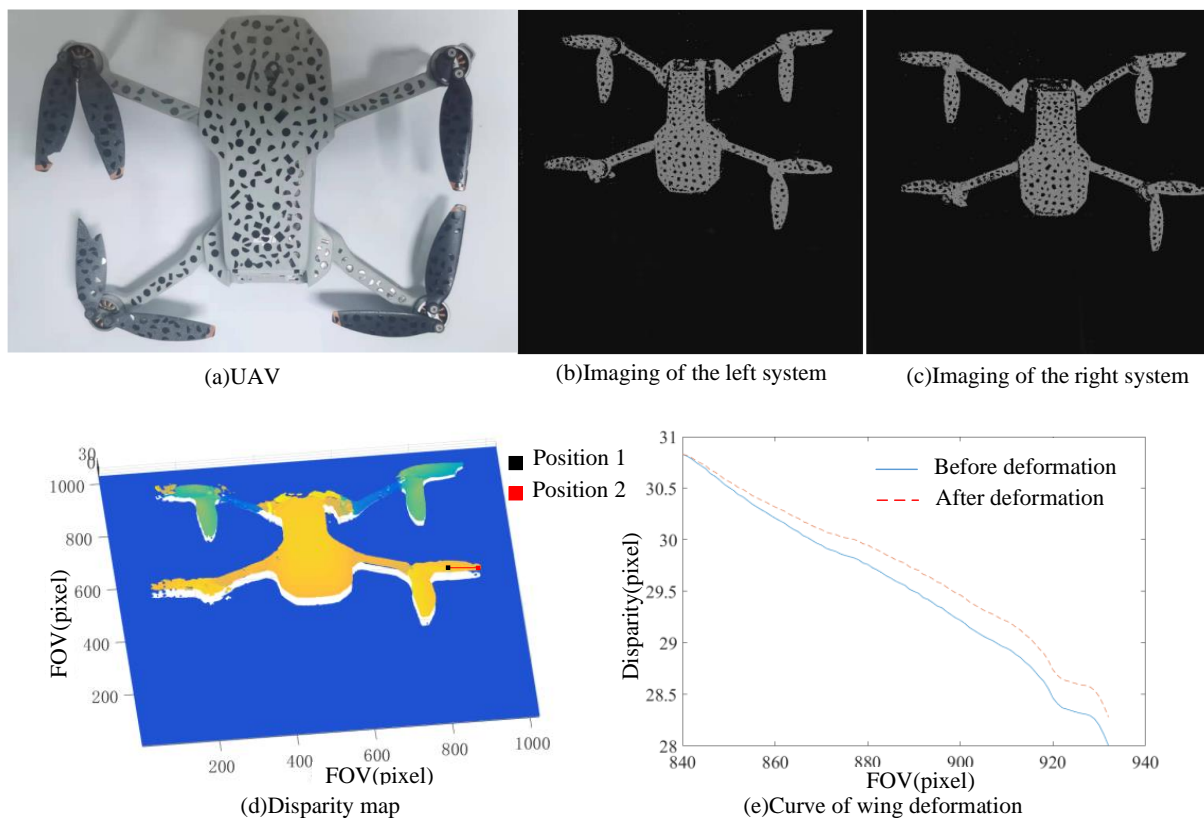 (a)UAV
(b)Imaging of the left system
(c)Imaging of the right system
30
0
1000
800
600
400
200
FOV(pixel)
200
400
600
800
1000
FOV(pixel)
Position 1
Position 2
(d)Disparity map
31
30.5
30
29.5
29
28.5
28
Disparity(pixel)
Before deformation
After deformation
840
860
880
900
920
940
FOV(pixel)
(e)Curve of wing deformation